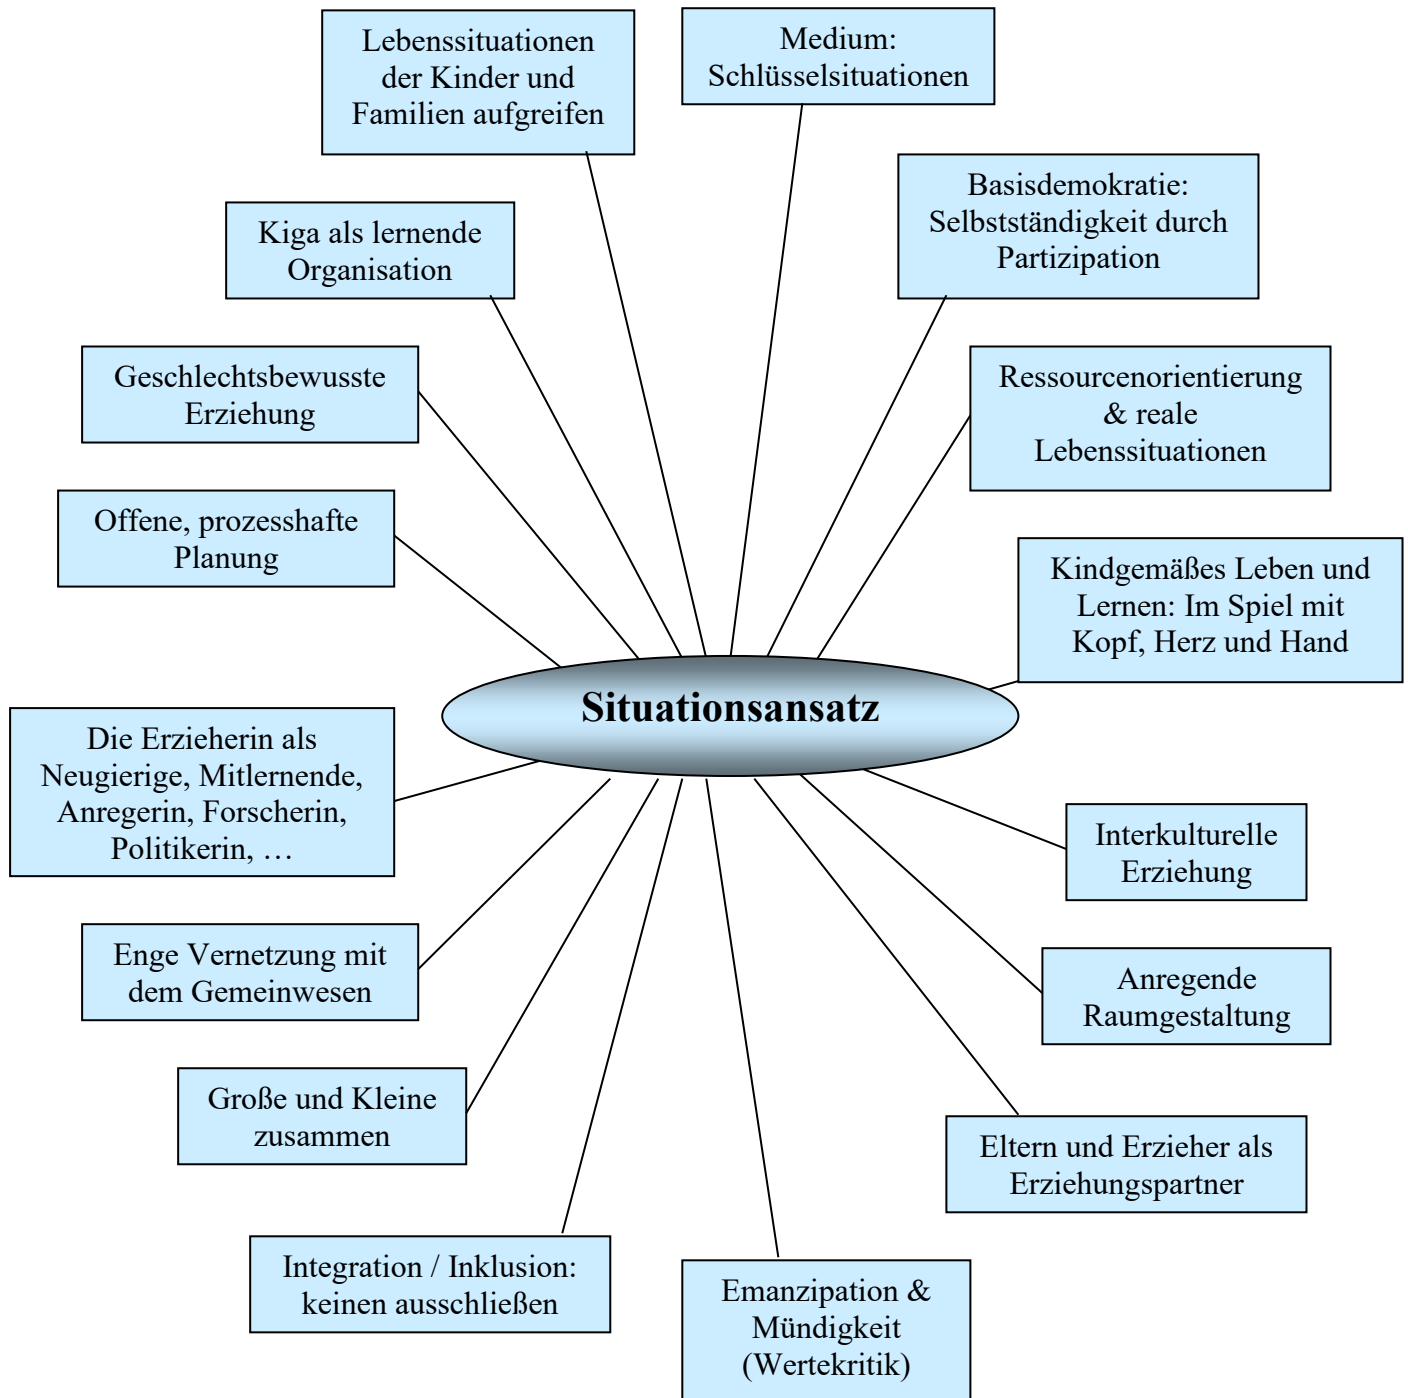 Lebenssituationen
der Kinder und
Familien aufgreifen
Medium:
Schlüsselsituationen
Basisdemokratie:
Selbstständigkeit durch
Partizipation
Kiga als lernende
Organisation
Geschlechtsbewusste
Erziehung
Ressourcenorientierung
& reale
Lebenssituationen
Offene, prozesshafte
Planung
Kindgemäßes Leben und
Lernen: Im Spiel mit
Kopf, Herz und Hand
Situationsansatz
Die Erzieherin als
Neugierige, Mitlernende,
Anregerin, Forscherin,
Politikerin, …
Interkulturelle
Erziehung
Enge Vernetzung mit
dem Gemeinwesen
Anregende
Raumgestaltung
Große und Kleine
zusammen
Eltern und Erzieher als
Erziehungspartner
Integration / Inklusion:
keinen ausschließen
Emanzipation &
Mündigkeit
(Wertekritik)